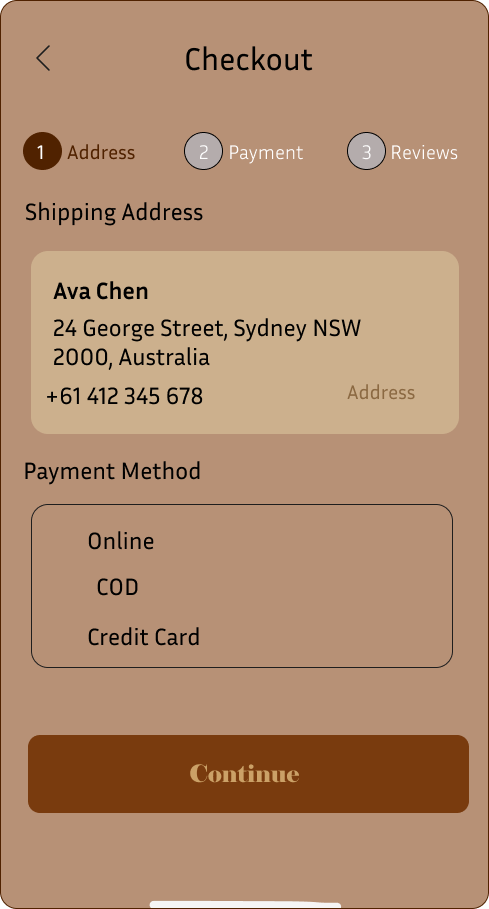 Checkout
1 Address 2 Payment 3 Reviews
Shipping Address
Ava Chen
24 George Street, Sydney NSW
2000, Australia
+61 412 345 678 Address
Payment Method
Online
COD
Credit Card
Continue